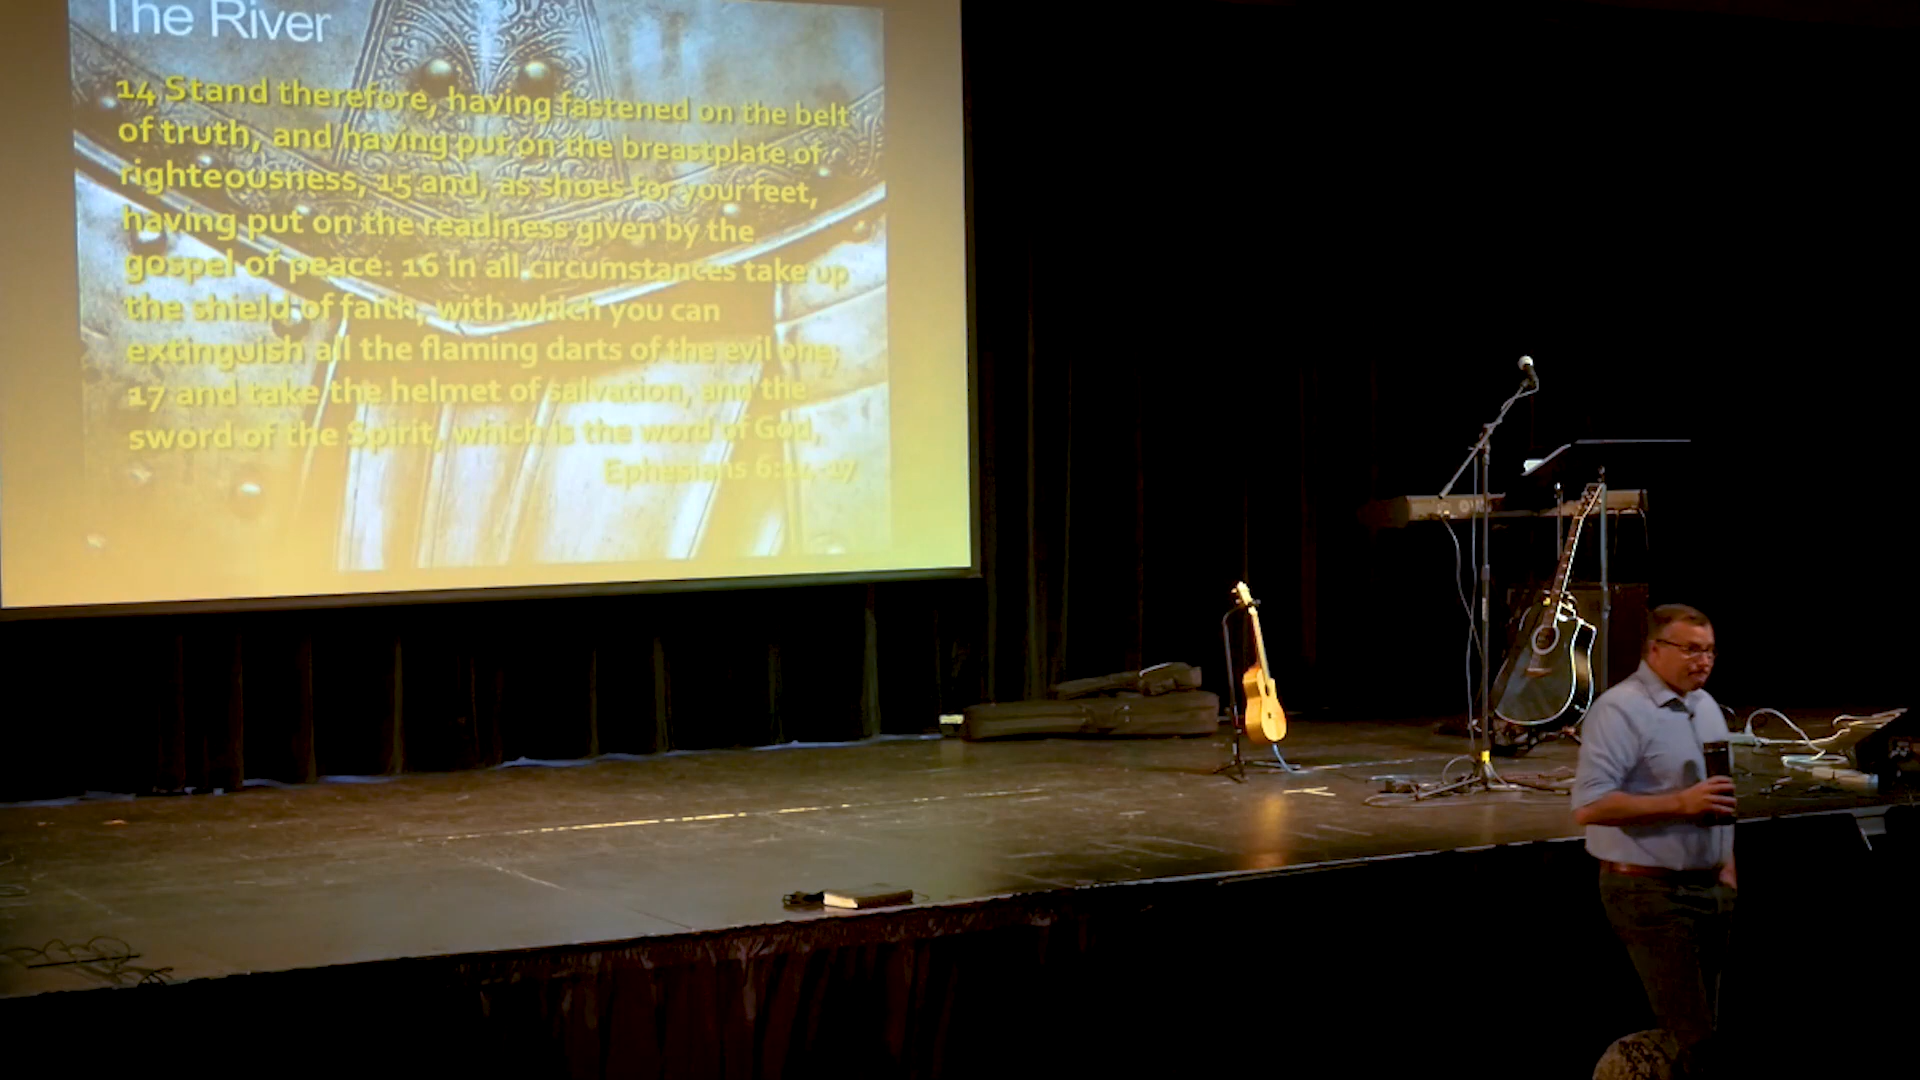 The River
14 Stand therefore, having fastened on the belt
of truth, and having put on the breastplate of
righteousness, 15 and, as shoes for your feet,
having put on the readiness given by the
gospel of peace. 16 In all circumstances take up
the shield of faith, with which you can
extinguish all the flaming darts of the evil one;
17 and take the helmet of salvation, and the
sword of the Spirit, which is the word of God,
Ephesians 6:14-17